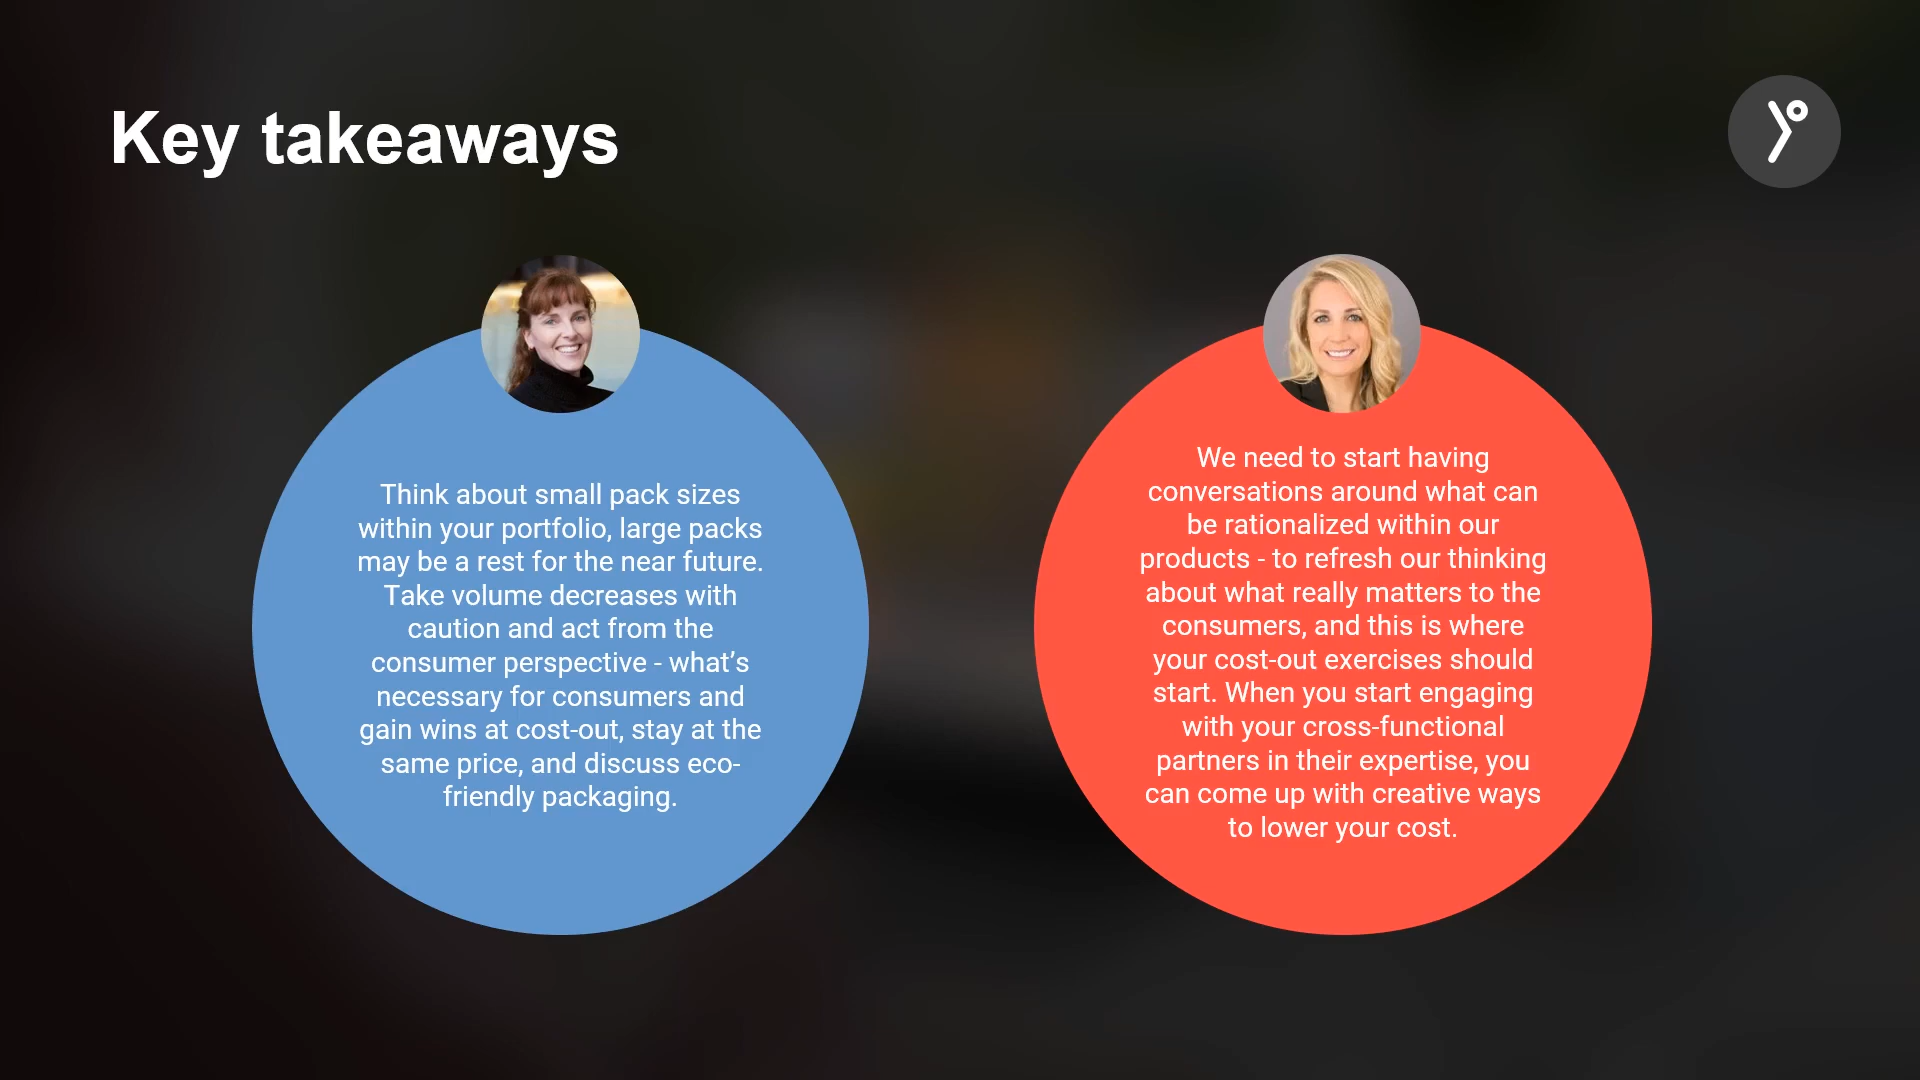 Key takeaways
Think about small pack sizes
within your portfolio, large packs
may be a rest for the near future.
Take volume decreases with
caution and act from the
consumer perspective - what’s
necessary for consumers and
gain wins at cost-out, stay at the
same price, and discuss eco-
friendly packaging.
We need to start having
conversations around what can
be rationalized within our
products - to refresh our thinking
about what really matters to the
consumers, and this is where
your cost-out exercises should
start. When you start engaging
with your cross-functional
partners in their expertise, you
can come up with creative ways
to lower your cost.